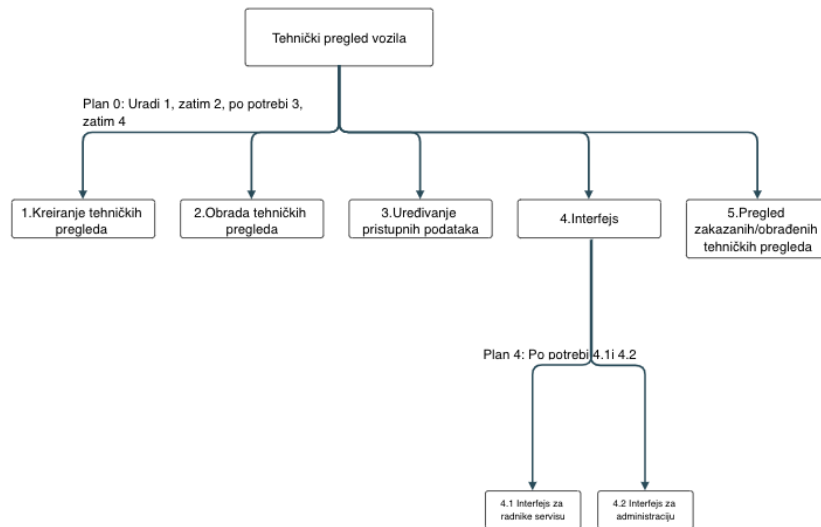 Tehnički pregled vozila
Plan 0: Uradi 1, zatim 2, po potrebi 3,
zatim 4
1.Kreiranje tehničkih
pregleda
2.Obrada tehničkih
pregleda
3.Uređivanje
pristupnih podataka
4.Interfejs
5.Pregled
zakazanih/obrađenih
tehničkih pregleda
Plan 4: Po potrebi 4.1i 4.2
4.1 Interfejs za
radnike servisu
4.2 Interfejs za
administraciju